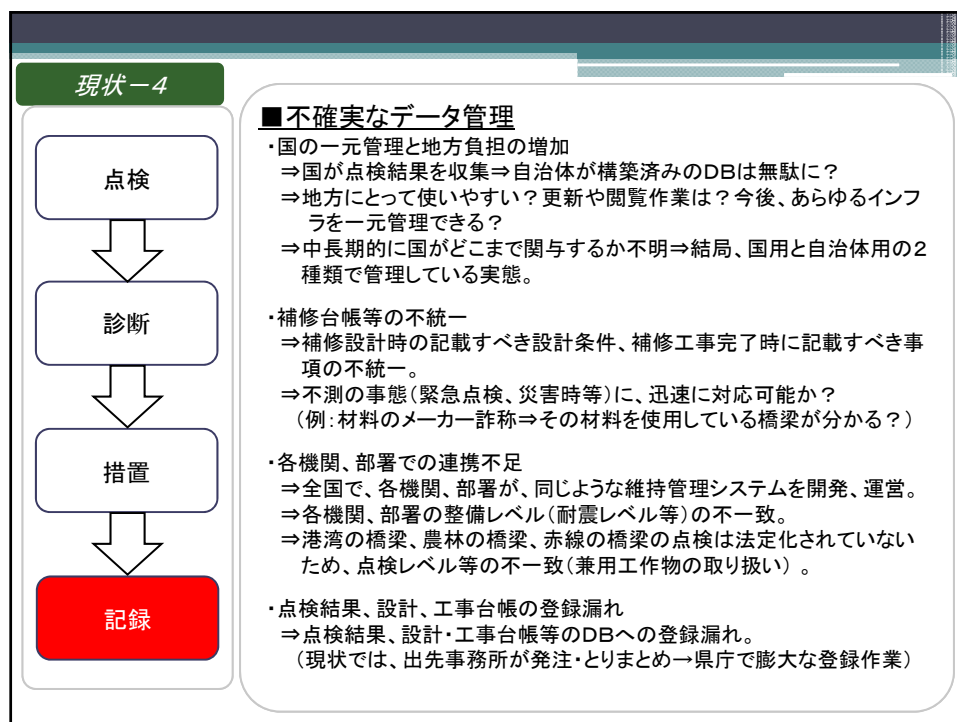 現状－4
点検
診断
措置
記録
■不確実なデータ管理
・国の一元管理と地方負担の増加
⇒国が点検結果を収集⇒自治体が構築済みのDBは無駄に？
⇒地方にとって使いやすい？更新や閲覧作業は？今後、あらゆるインフ
ラを一元管理できる？
⇒中長期的に国がどこまで関与するか不明⇒結局、国用と自治体用の２
種類で管理している実態。
・補修台帳等の不統一
⇒補修設計時の記載すべき設計条件、補修工事完了時に記載すべき事
項の不統一。
⇒不測の事態（緊急点検、災害時等）に、迅速に対応可能か？
（例：材料のメーカー詐称⇒その材料を使用している橋梁が分かる？）
・各機関、部署での連携不足
⇒全国で、各機関、部署が、同じような維持管理システムを開発、運営。
⇒各機関、部署の整備レベル（耐震レベル等）の不一致。
⇒港湾の橋梁、農林の橋梁、赤線の橋梁の点検は法定化されていない
ため、点検レベル等の不一致（兼用工作物の取り扱い）。
・点検結果、設計、工事台帳の登録漏れ
⇒点検結果、設計・工事台帳等のDBへの登録漏れ。
（現状では、出先事務所が発注・とりまとめ→県庁で膨大な登録作業）